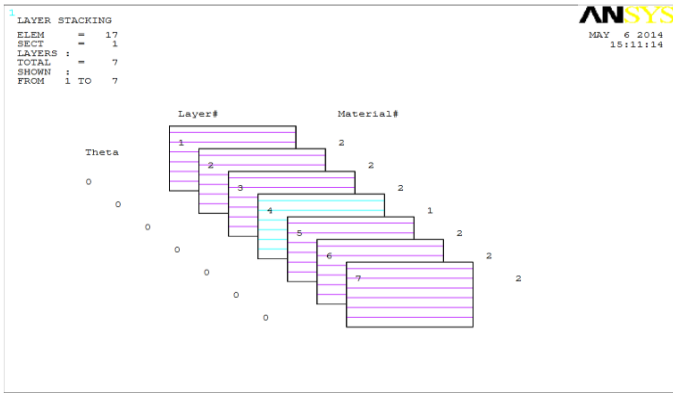 1
LAYER STACKING
ANSYS
ELEM = 17
MAY 6 2014
SECT = 1
15:11:14
LAYERS :
TOTAL = 7
SHOWN :
FROM 1 TO 7
Layer# Material#
1 2
Theta
2 2
0 3 2
0 4 1
0 5 2
0 6 2
0 7 2
0
0